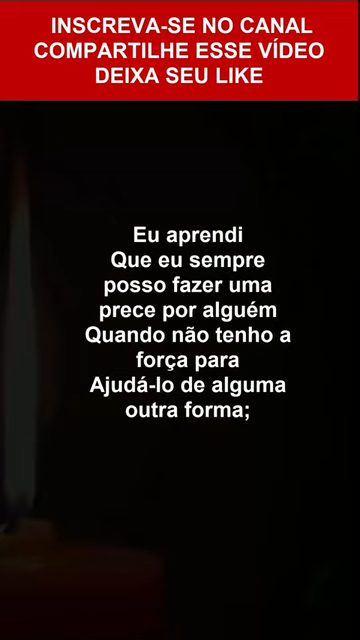 INSCREVA-SE NO CANAL
COMPARTILHE ESSE VÍDEO
DEIXA SEU LIKE
Eu aprendi
Que eu sempre
posso fazer uma
prece por alguém
Quando não tenho a
força para
Ajudá-lo de alguma
outra forma;